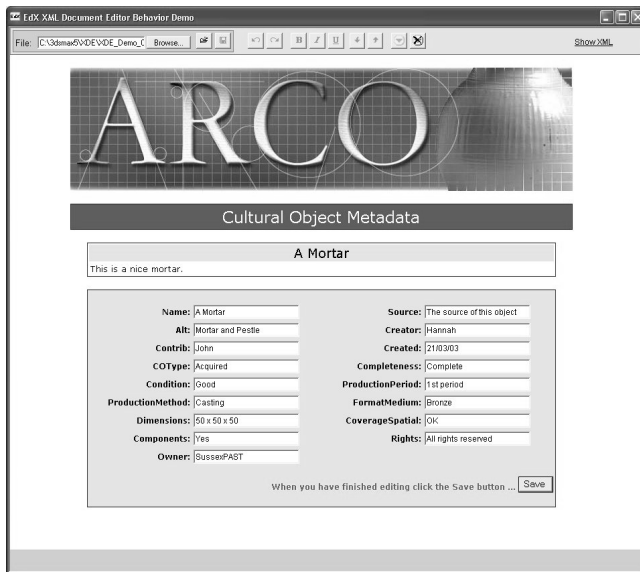 EdX XML Document Editor Behavior Demo
File: C:\3dsmax5\XDE\XDE_Demo_C Browse... B I U Show XML
ARCO
Cultural Object Metadata
A Mortar
This is a nice mortar.
Name: A Mortar Source: The source of this object
Alt: Mortar and Pestle Creator: Hannah
Contrib: John Created: 21/03/03
COType: Acquired Completeness: Complete
Condition: Good ProductionPeriod: 1st period
ProductionMethod: Casting FormatMedium: Bronze
Dimensions: 50 x 50 x 50 CoverageSpatial: OK
Components: Yes Rights: All rights reserved
Owner: SussexPAST
When you have finished editing click the Save button ... Save